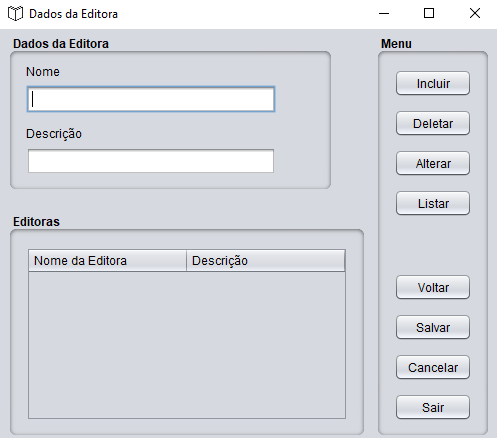 Dados da Editora
Dados da Editora
Nome
Descrição
Editoras
Nome da Editora Descrição
Menu
Incluir
Deletar
Alterar
Listar
Voltar
Salvar
Cancelar
Sair